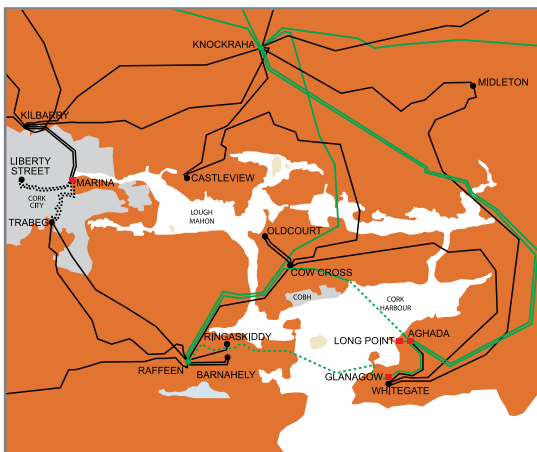 KNOCKRAHA
MIDLETON
KILBARRY
LIBERTY
STREET
MARINA
CASTLEVIEW
CORK
CITY
LOUGH
MAHON
TRABEG
OLDCOURT
COW CROSS
COBH
CORK
HARBOUR
RINGASKIDDY
LONG POINT
AGHADA
RAFFEEN
BARNAHELY
GLANAGOW
WHITEGATE